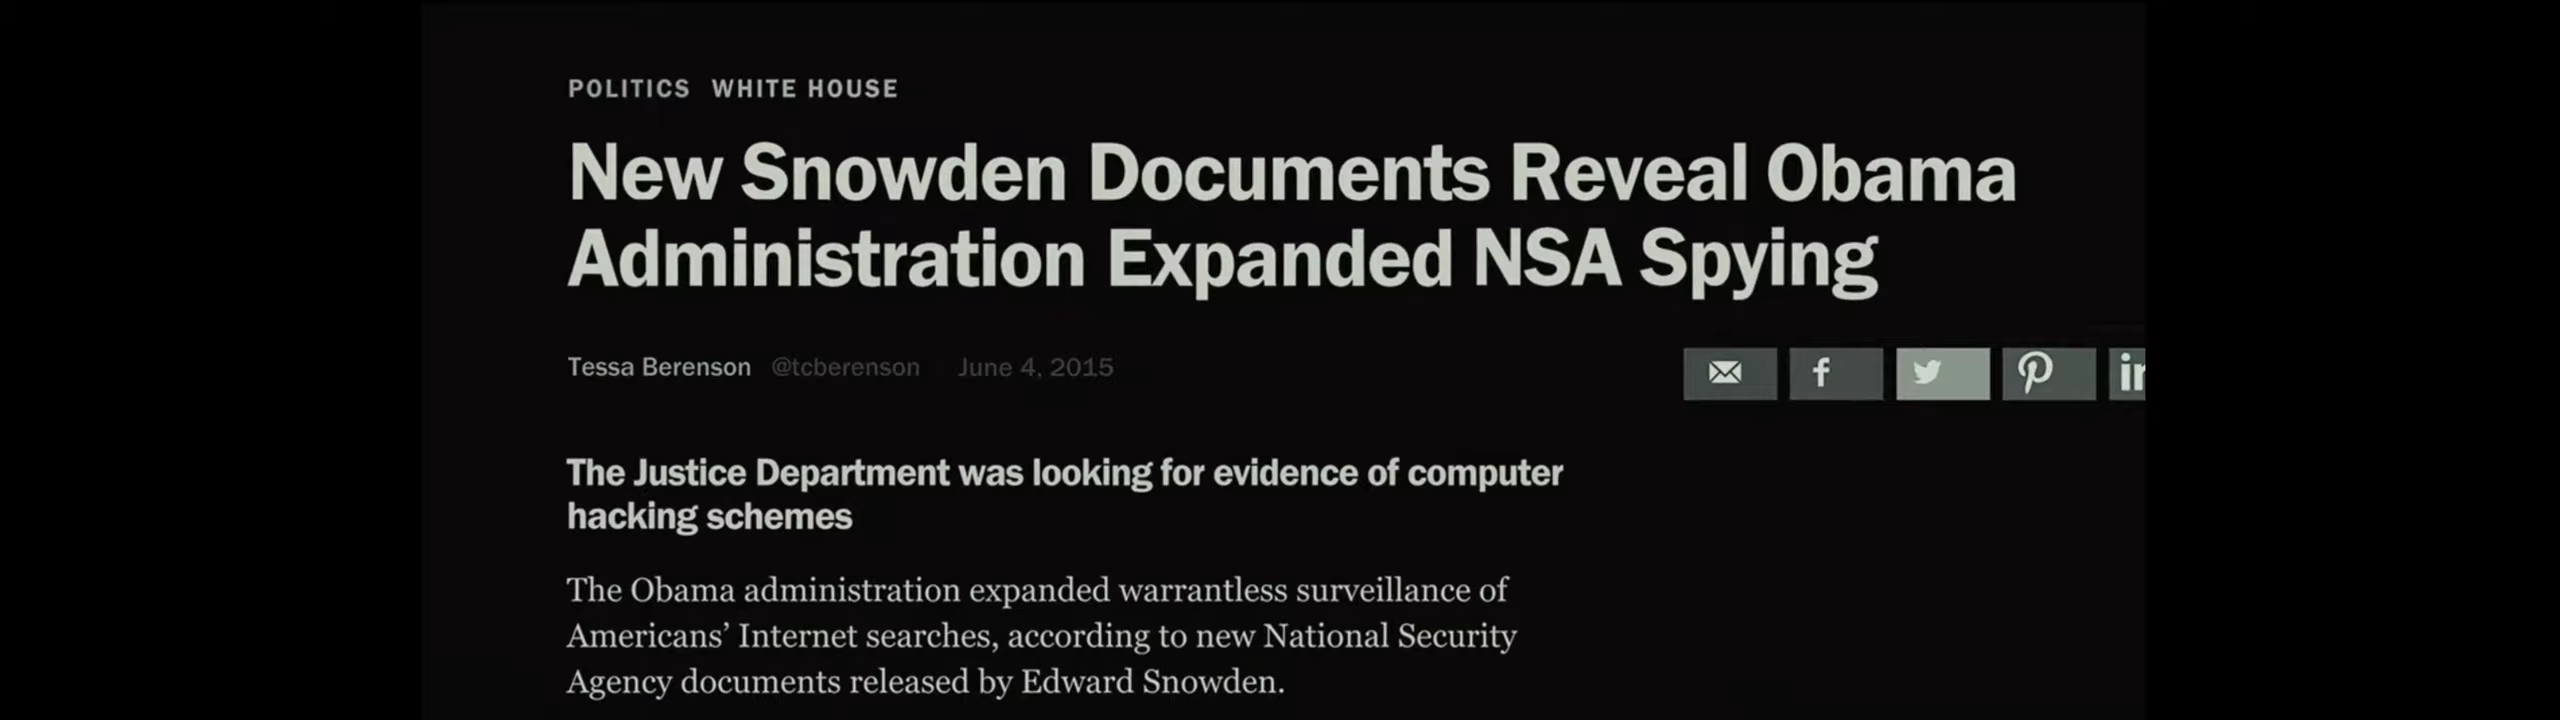 POLITICS WHITE HOUSE
New Snowden Documents Reveal Obama
Administration Expanded NSA Spying
Tessa Berenson @tcberenson June 4, 2015
The Justice Department was looking for evidence of computer
hacking schemes
The Obama administration expanded warrantless surveillance of
Americans’ Internet searches, according to new National Security
Agency documents released by Edward Snowden.